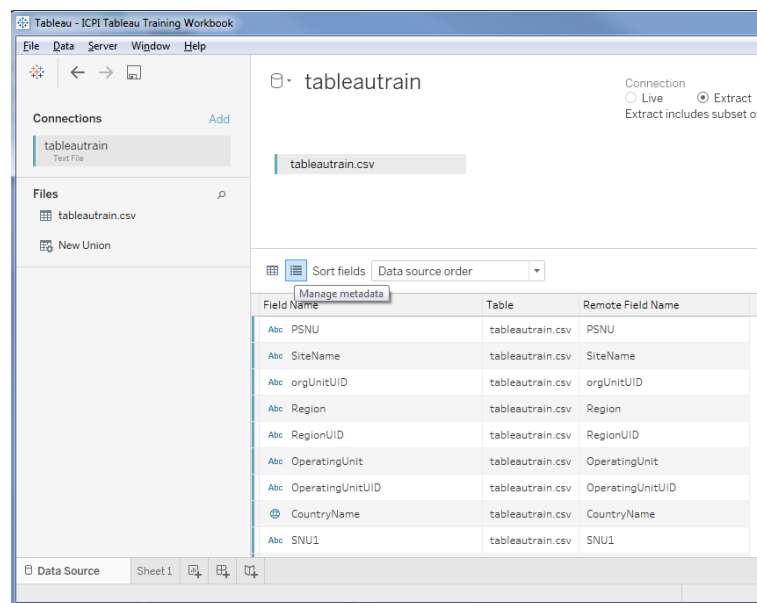 Tableau - ICPI Tableau Training Workbook
File Data Server Window Help
tableautrain
Connection
Live Extract
Extract includes subset o
Connections Add
tableautrain
Text File
tableautrain.csv
Files
tableautrain.csv
New Union
Sort fields Data source order
Manage metadata
Field Name Table Remote Field Name
Abc PSNU tableautrain.csv PSNU
Abc SiteName tableautrain.csv SiteName
Abc orgUnitUID tableautrain.csv orgUnitUID
Abc Region tableautrain.csv Region
Abc RegionUID tableautrain.csv RegionUID
Abc OperatingUnit tableautrain.csv OperatingUnit
Abc OperatingUnitUID tableautrain.csv OperatingUnitUID
CountryName tableautrain.csv CountryName
Abc SNU1 tableautrain.csv SNU1
Data Source Sheet 1